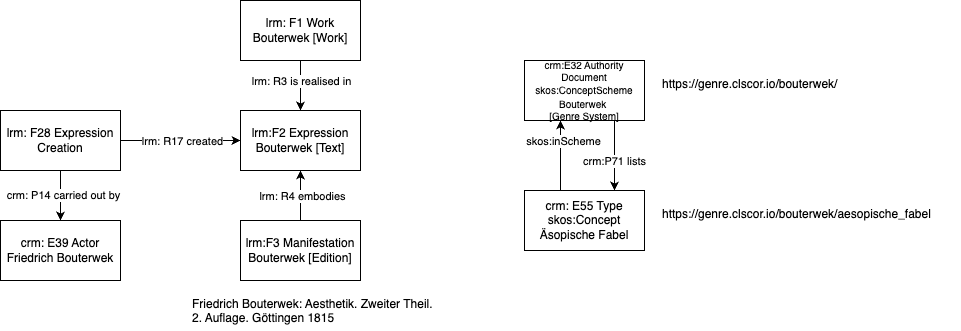 lrm: F1 Work
Bouterwek [Work]
lrm: R3 is realised in
lrm: F28 Expression
Creation
lrm: R17 created
lrm:F2 Expression
Bouterwek [Text]
crm: P14 carried out by
lrm: R4 embodies
crm: E39 Actor
Friedrich Bouterwek
lrm:F3 Manifestation
Bouterwek [Edition]
Friedrich Bouterwek: Aesthetik. Zweiter Theil.
2. Auflage. Göttingen 1815
crm:E32 Authority
Document
skos:ConceptScheme
Bouterwek
[Genre System]
https://genre.clscor.io/bouterwek/
skos:inScheme
crm:P71 lists
crm: E55 Type
skos:Concept
Äsopische Fabel
https://genre.clscor.io/bouterwek/aesopische_fabel